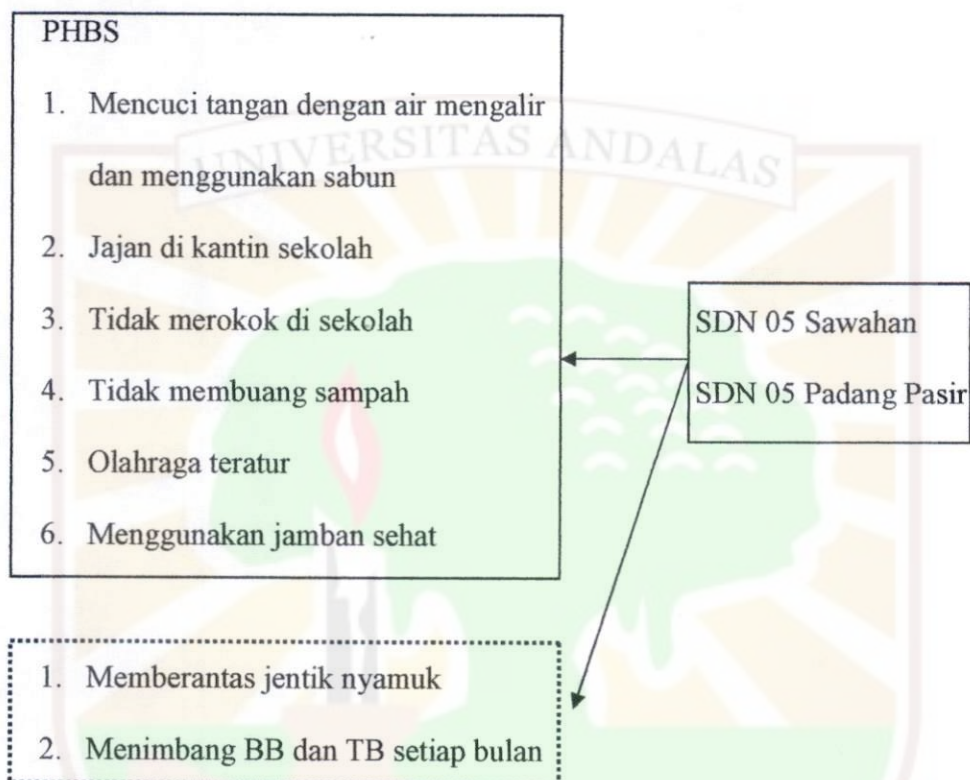 PHBS
1. Mencuci tangan dengan air mengalir
dan menggunakan sabun
2. Jajan di kantin sekolah
3. Tidak merokok di sekolah
4. Tidak membuang sampah
5. Olahraga teratur
6. Menggunakan jamban sehat
SDN 05 Sawahan
SDN 05 Padang Pasir
1. Memberantas jentik nyamuk
2. Menimbang BB dan TB setiap bulan
UNIVERSITAS ANDALAS